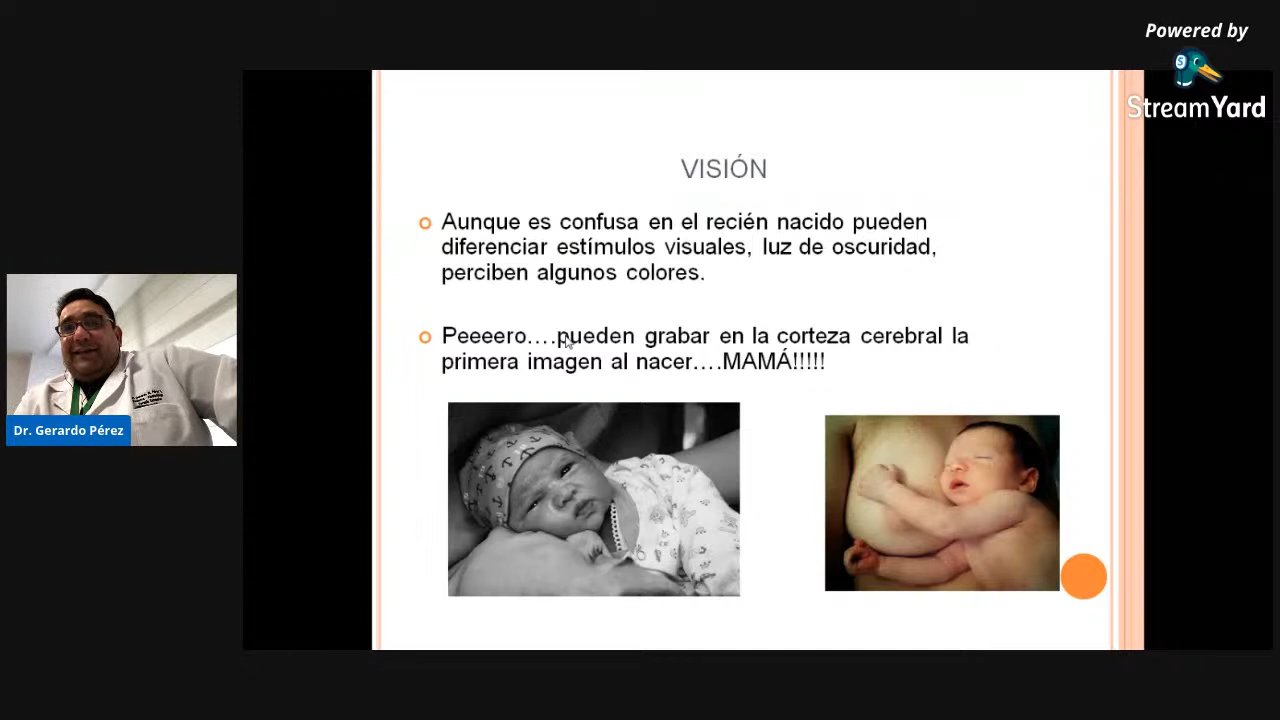 Powered by
StreamYard
VISIÓN
Aunque es confusa en el recién nacido pueden
diferenciar estímulos visuales, luz de oscuridad,
perciben algunos colores.
Peeeero....pueden grabar en la corteza cerebral la
primera imagen al nacer....MAMÁ!!!!!
Dr. Gerardo Pérez